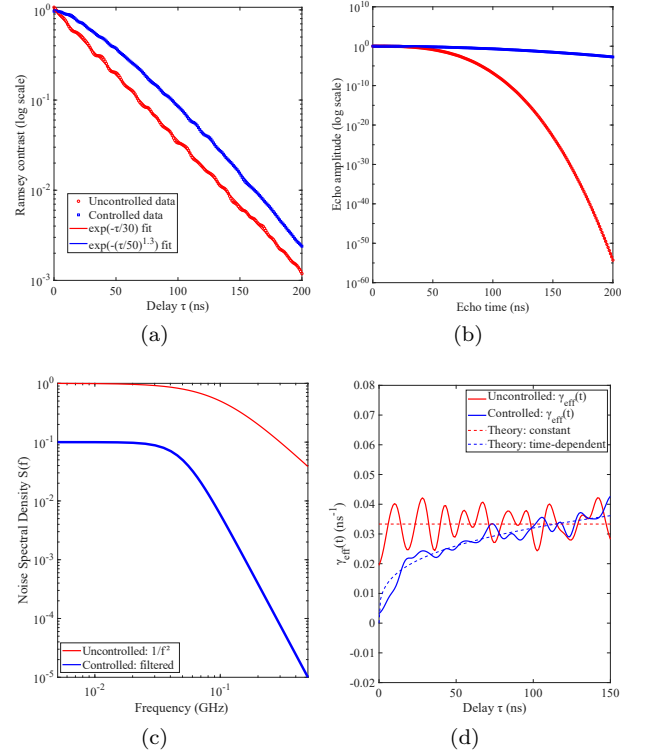 10^0
10^-1
10^-2
10^-3
0 50 100 150 200
Delay τ (ns)
Ramsey contrast (log scale)
Uncontrolled data
Controlled data
exp(-τ/30) fit
exp(-(τ/50)^1.3) fit
(a)
10^10
10^0
10^-10
10^-20
10^-30
10^-40
10^-50
10^-60
0 50 100 150 200
Echo time (ns)
Echo amplitude (log scale)
(b)
10^0
10^-1
10^-2
10^-3
10^-4
10^-5
10^-2 10^-1
Frequency (GHz)
Noise Spectral Density S(f)
Uncontrolled: 1/f²
Controlled: filtered
(c)
0.08
0.07
0.06
0.05
0.04
0.03
0.02
0.01
0
-0.01
-0.02
0 50 100 150
Delay τ (ns)
γ_eff(t) (ns^-1)
Uncontrolled: γ_eff(t)
Controlled: γ_eff(t)
Theory: constant
Theory: time-dependent
(d)